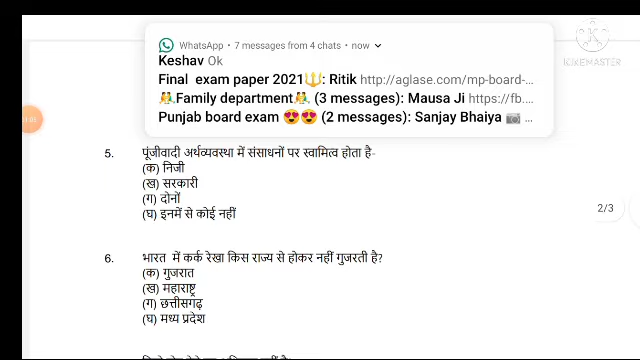 WhatsApp • 7 messages from 4 chats • now
Keshav Ok
Final exam paper 2021🔱: Ritik http://aglase.com/mp-board-...
👨‍👩‍👧‍👦.Family department👨‍👩‍👧‍👦, (3 messages): Mausa Ji https://fb....
Punjab board exam 😍😍 (2 messages): Sanjay Bhaiya 📷 ...
KINEMASTER
5. पूंजीवादी अर्थव्यवस्था में संसाधनों पर स्वामित्व होता है-
(क) निजी
(ख) सरकारी
(ग) दोनों
(घ) इनमें से कोई नहीं
2/3
6. भारत में कर्क रेखा किस राज्य से होकर नहीं गुजरती है?
(क) गुजरात
(ख) महाराष्ट्र
(ग) छत्तीसगढ़
(घ) मध्य प्रदेश